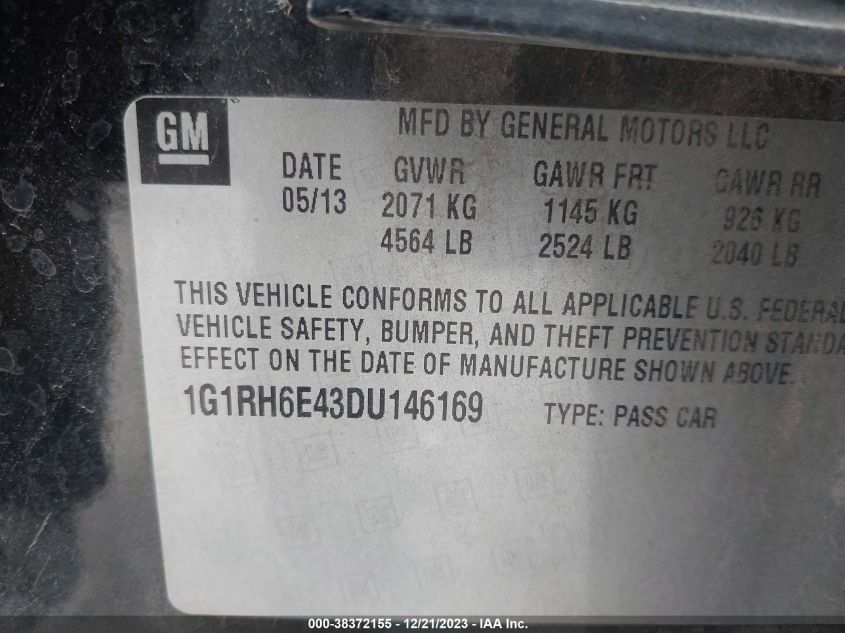 GM
MFD BY GENERAL MOTORS LLC
DATE GVWR GAWR FRT GAWR RR
05/13 2071 KG 1145 KG 926 KG
4564 LB 2524 LB 2040 LB
THIS VEHICLE CONFORMS TO ALL APPLICABLE U.S. FEDERAL
VEHICLE SAFETY, BUMPER, AND THEFT PREVENTION STANDA
EFFECT ON THE DATE OF MANUFACTURE SHOWN ABOVE.
1G1RH6E43DU146169 TYPE: PASS CAR
000-38372155 - 12/21/2023 - IAA Inc.